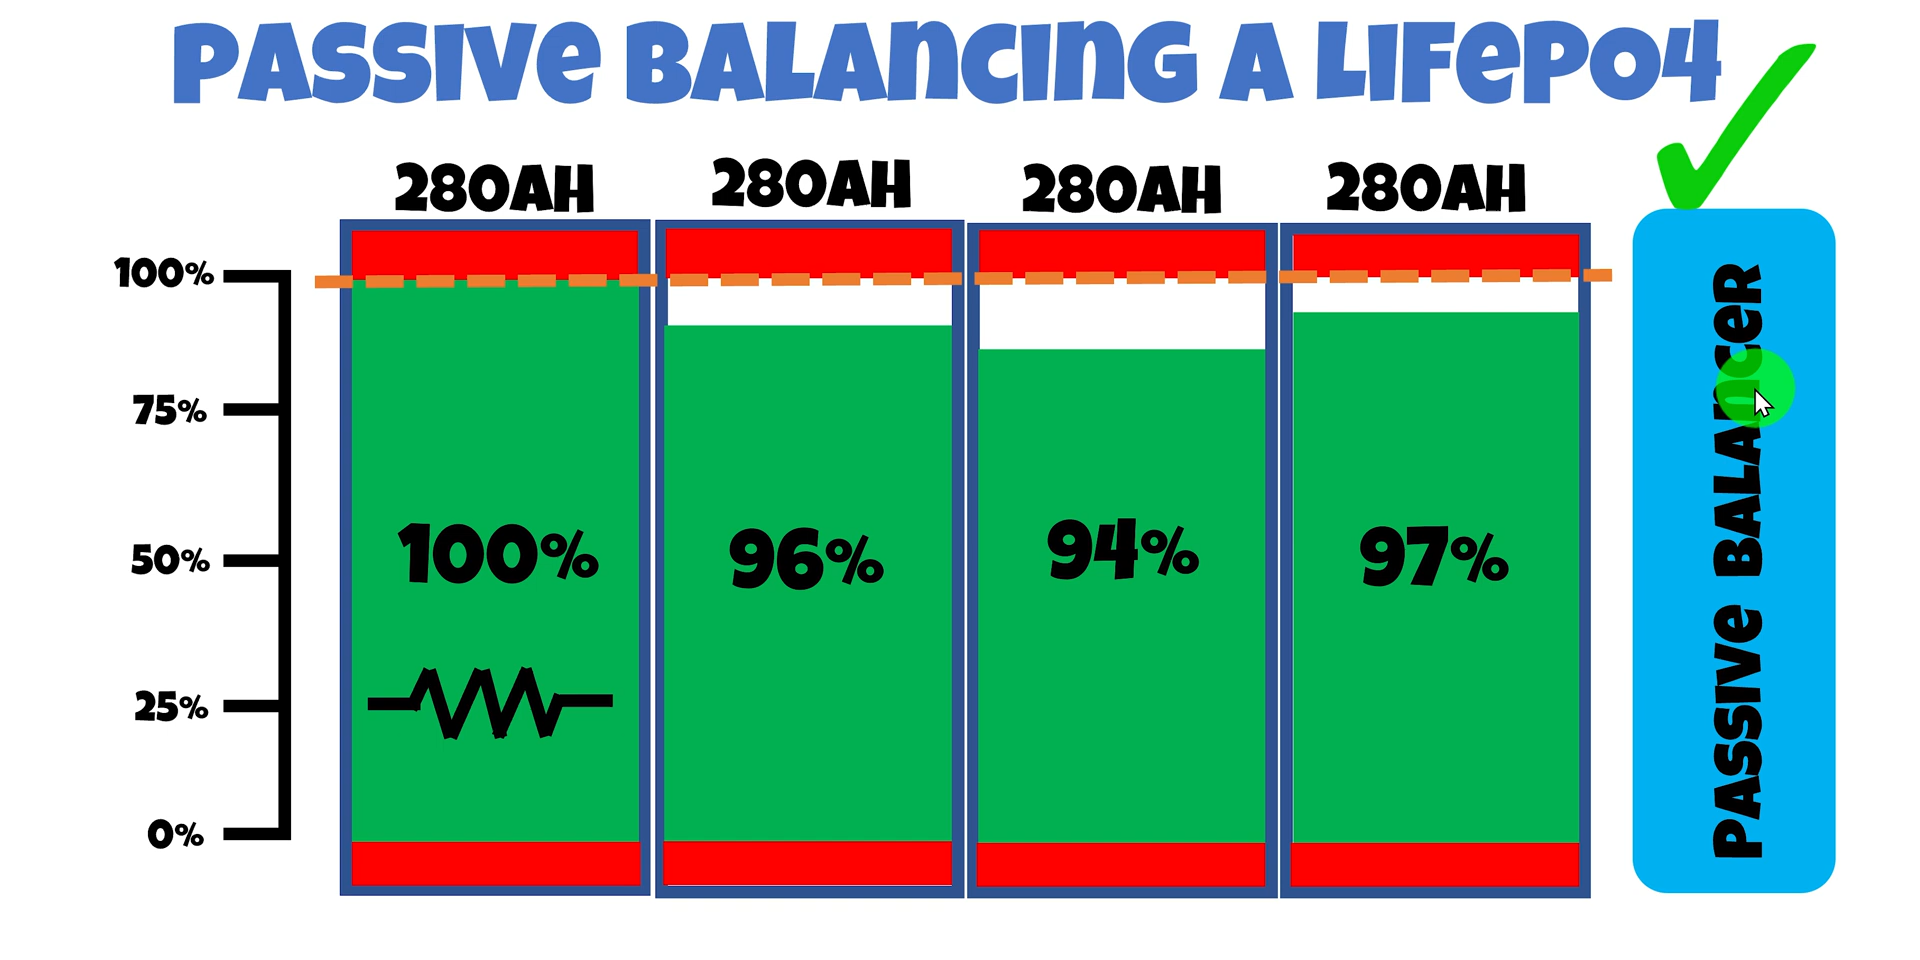 PASSIVE BALANCING A LIFEPO4
280AH 280AH 280AH 280AH
100%
75%
50%
25%
0%
100% 96% 94% 97%
PASSIVE BALANCER